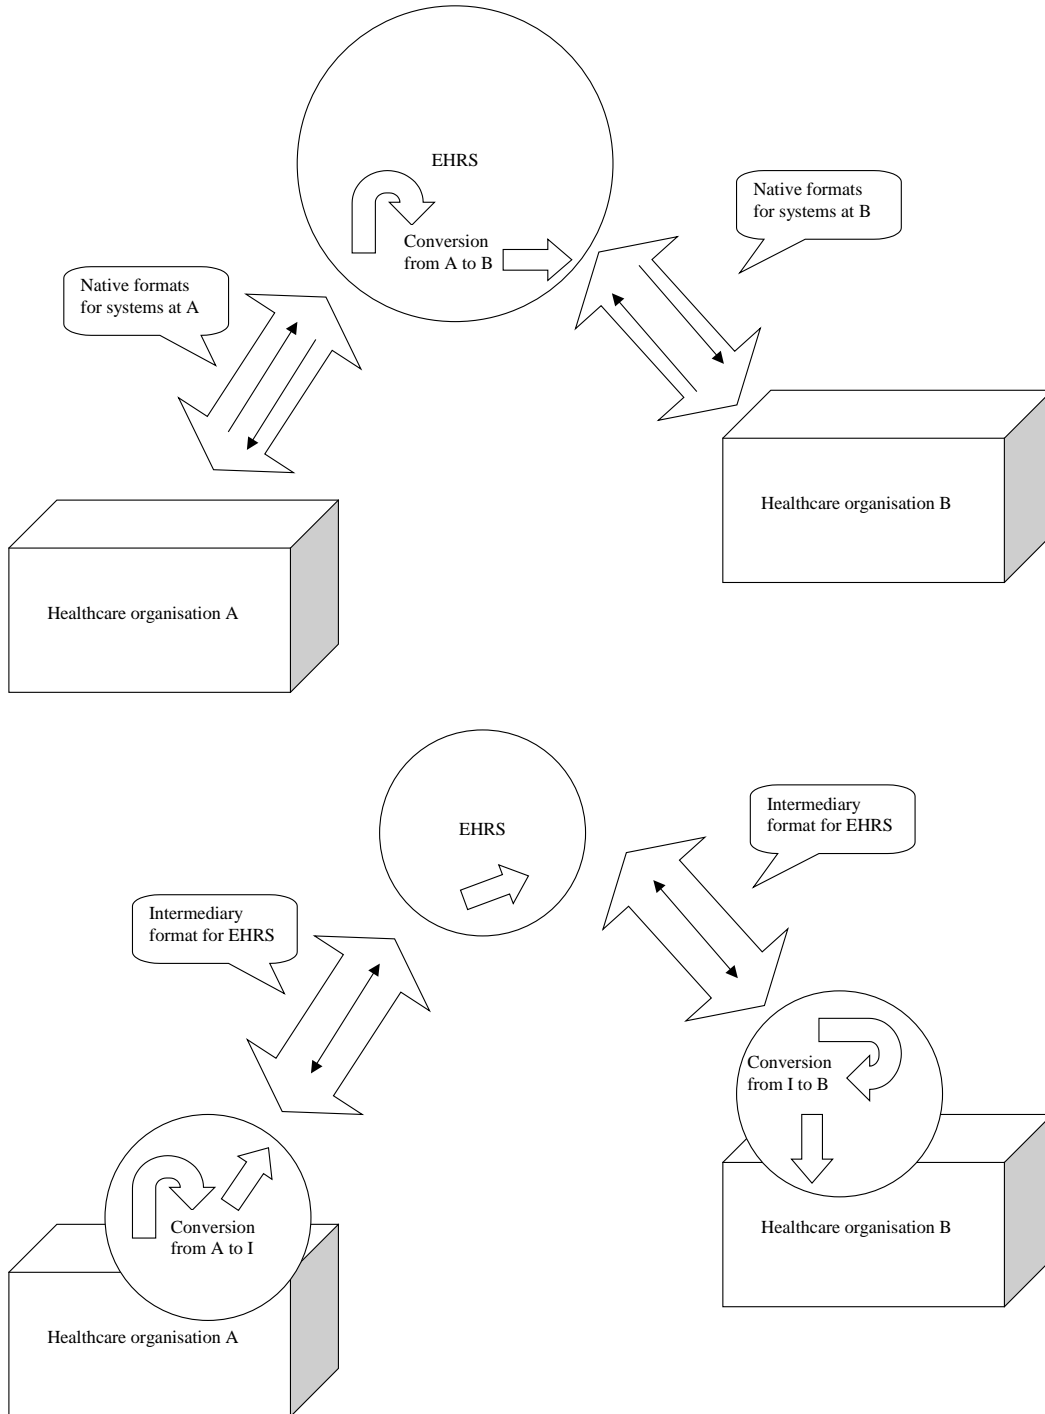 EHRS
Conversion
from A to B
Native formats
for systems at B
Native formats
for systems at A
Healthcare organisation B
Healthcare organisation A
EHRS
Intermediary
format for EHRS
Intermediary
format for EHRS
Conversion
from I to B
Conversion
from A to I
Healthcare organisation B
Healthcare organisation A